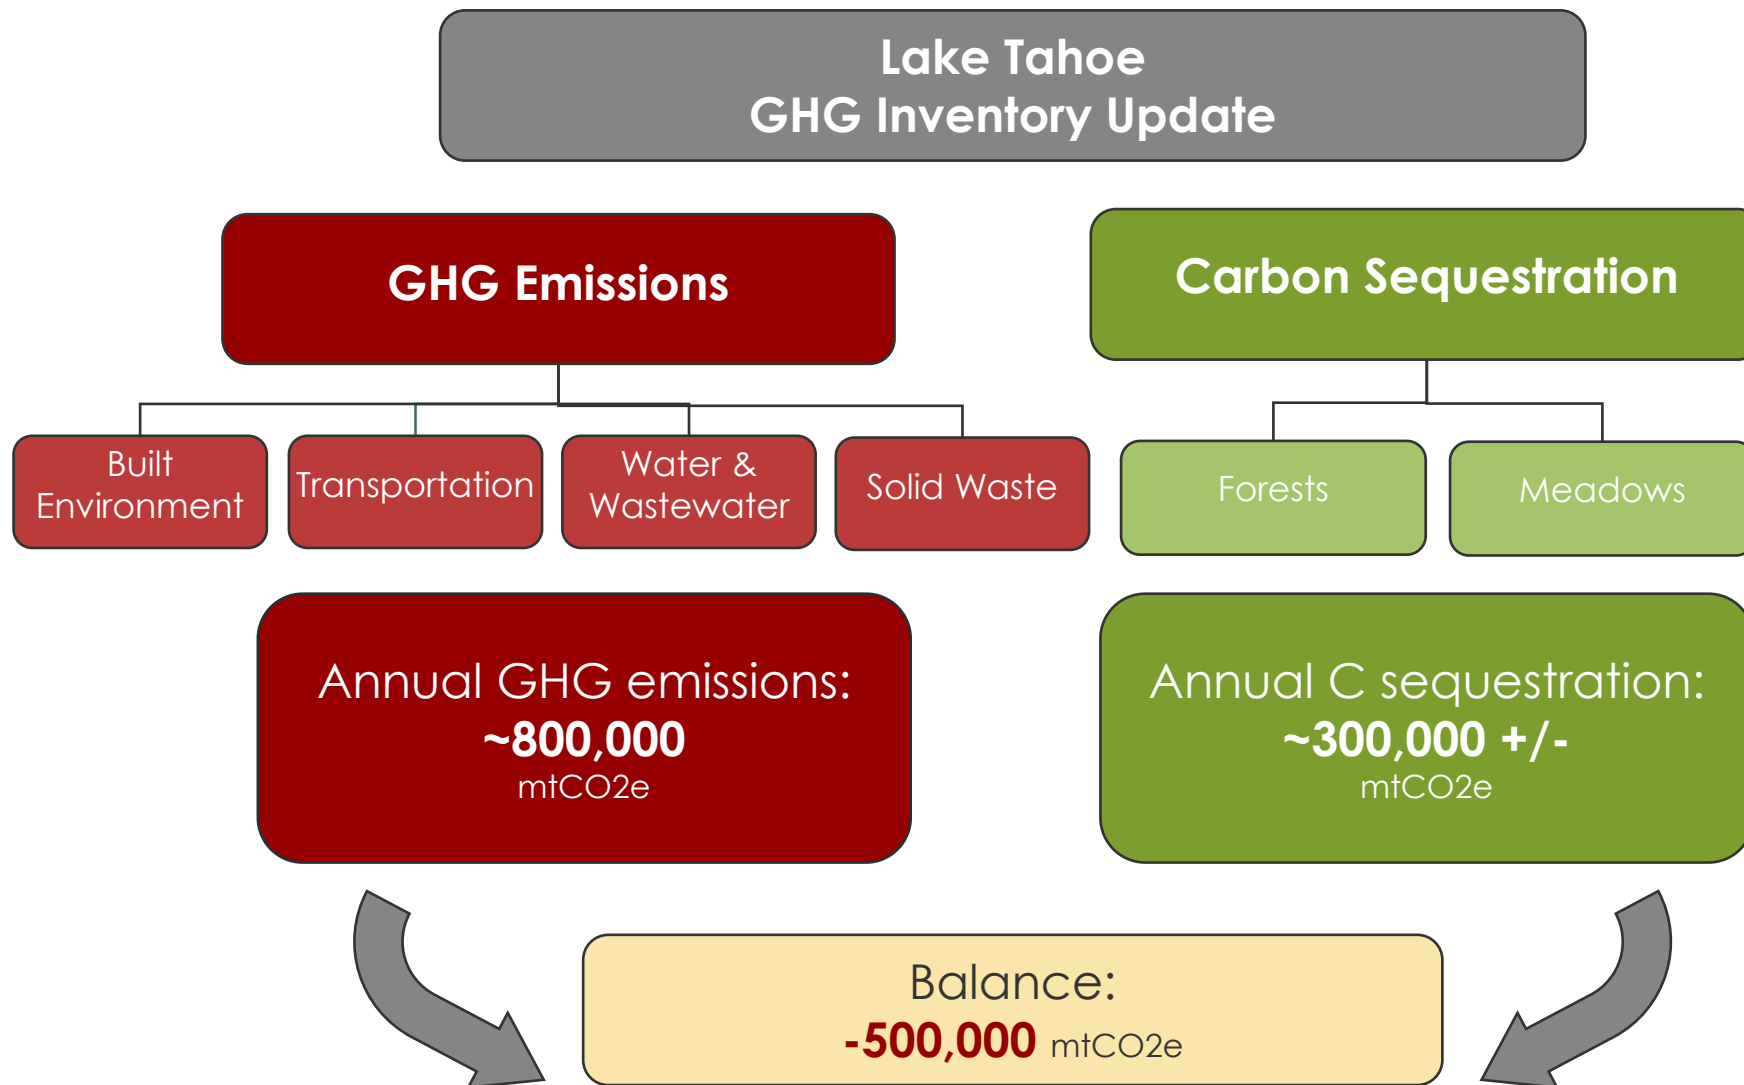 Lake Tahoe
GHG Inventory Update
GHG Emissions
Carbon Sequestration
Built
Environment
Transportation
Water &
Wastewater
Solid Waste
Forests
Meadows
Annual GHG emissions:
~800,000
mtCO2e
Annual C sequestration:
~300,000 +/-
mtCO2e
Balance:
-500,000 mtCO2e